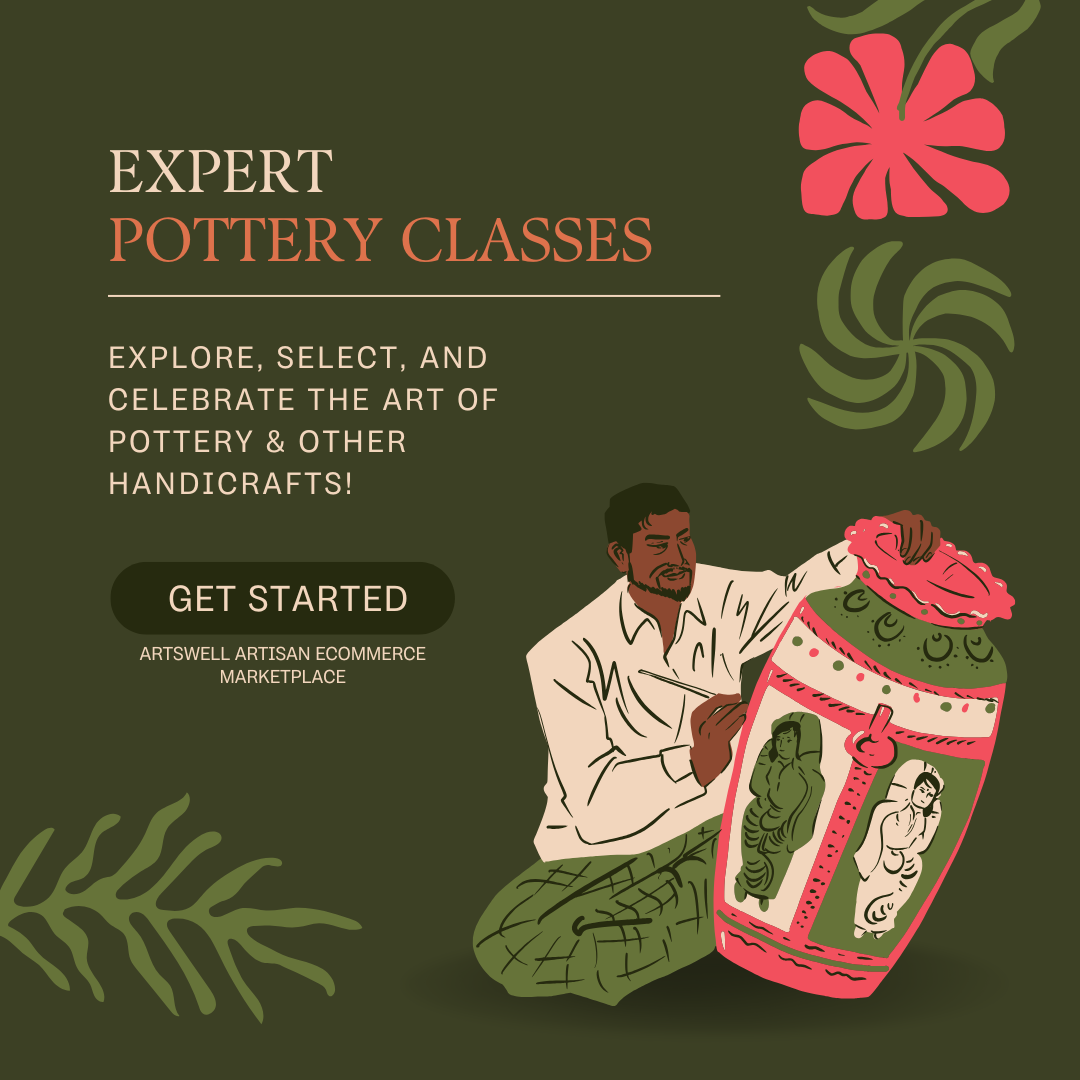 EXPERT
POTTERY CLASSES
EXPLORE, SELECT, AND
CELEBRATE THE ART OF
POTTERY & OTHER
HANDICRAFTS!
GET STARTED
ARTSWELL ARTISAN ECOMMERCE
MARKETPLACE